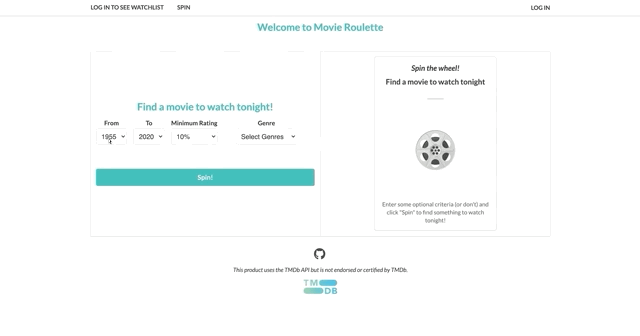 LOG IN TO SEE WATCHLIST SPIN LOG IN
Welcome to Movie Roulette
Find a movie to watch tonight!
From To Minimum Rating Genre
1955 2020 10% Select Genres
Spin!
Spin the wheel!
Find a movie to watch tonight
Enter some optional criteria (or don't) and
click "Spin" to find something to watch
tonight!
This product uses the TMDb API but is not endorsed or certified by TMDb.
TM
DB